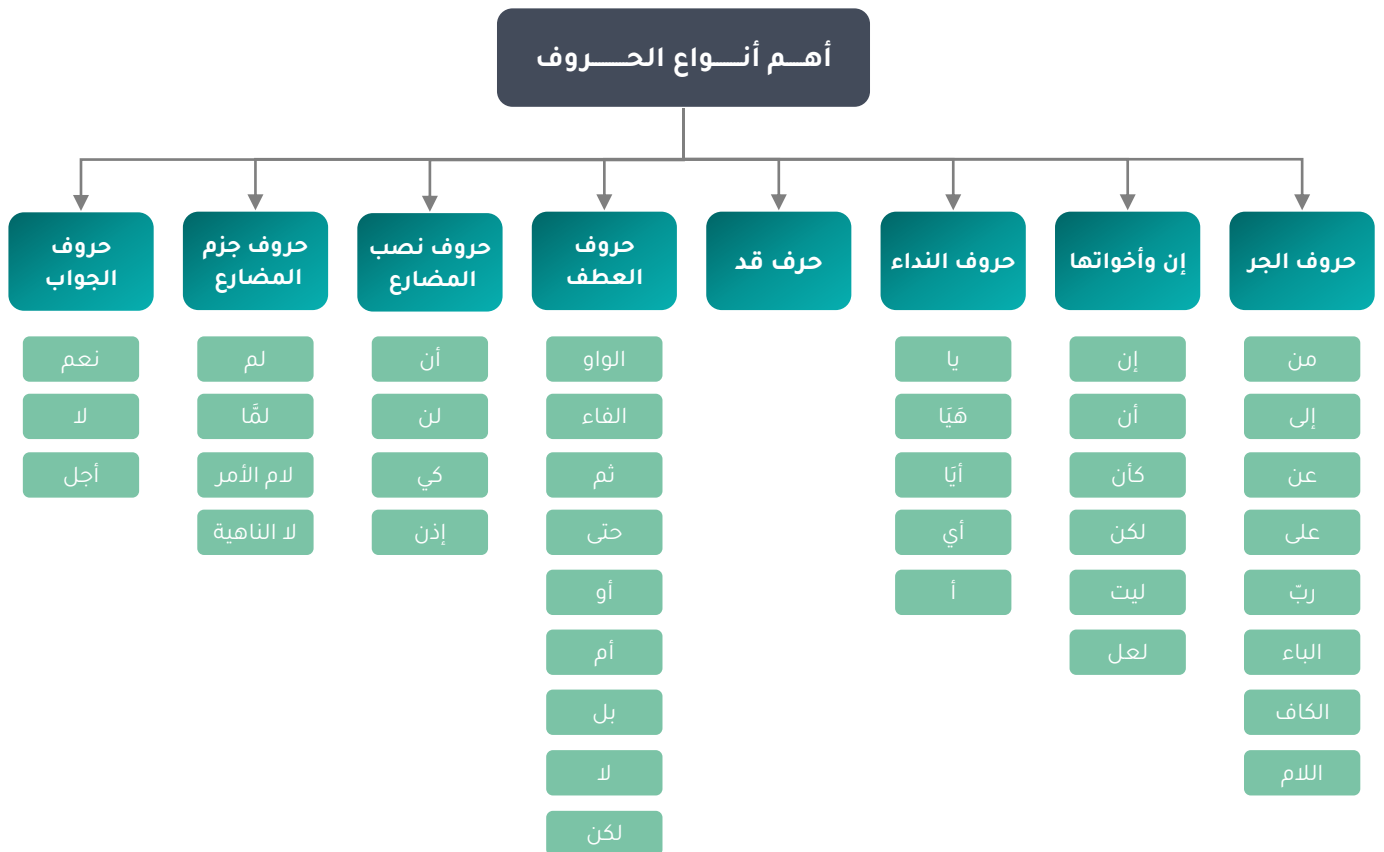 أهم أنواع الحروف
حروف الجر
من
إلى
عن
على
ربّ
الباء
الكاف
اللام
إن وأخواتها
إن
أن
كأن
لكن
ليت
لعل
حروف النداء
يا
هَيَا
أيَا
أي
أ
حرف قد
حروف
العطف
الواو
الفاء
ثم
حتى
أو
أم
بل
لا
لكن
حروف نصب
المضارع
أن
لن
كي
إذن
حروف جزم
المضارع
لم
لمَّا
لام الأمر
لا الناهية
حروف
الجواب
نعم
لا
أجل